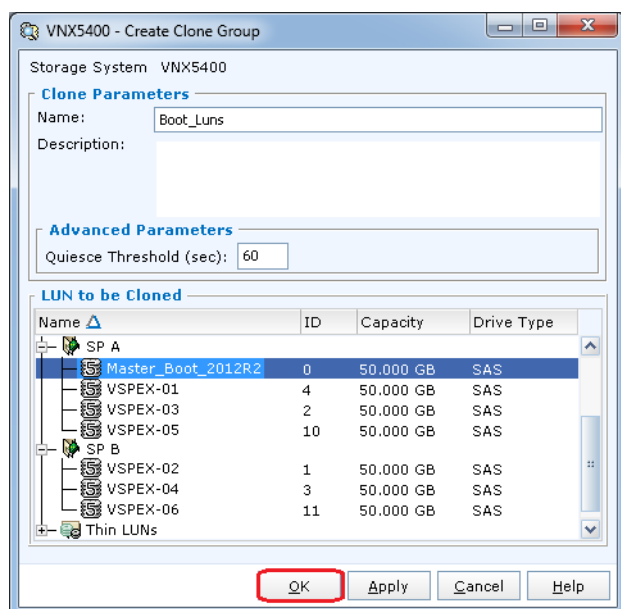 VNX5400 - Create Clone Group
Storage System VNX5400
Clone Parameters
Name: Boot_Luns
Description:
Advanced Parameters
Quiesce Threshold (sec): 60
LUN to be Cloned
Name ID Capacity Drive Type
SP A
Master_Boot_2012R2 0 50.000 GB SAS
VSPEX-01 4 50.000 GB SAS
VSPEX-03 2 50.000 GB SAS
VSPEX-05 10 50.000 GB SAS
SP B
VSPEX-02 1 50.000 GB SAS
VSPEX-04 3 50.000 GB SAS
VSPEX-06 11 50.000 GB SAS
Thin LUNs
OK Apply Cancel Help